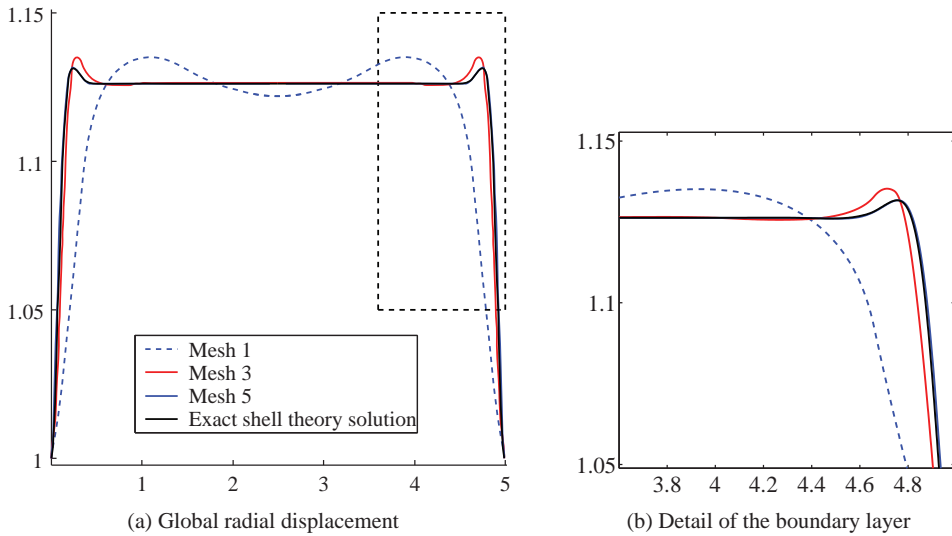 1.15
1.1
1.05
1
Mesh 1
Mesh 3
Mesh 5
Exact shell theory solution
1 2 3 4 5
(a) Global radial displacement
1.15
1.1
1.05
3.8 4 4.2 4.4 4.6 4.8
(b) Detail of the boundary layer